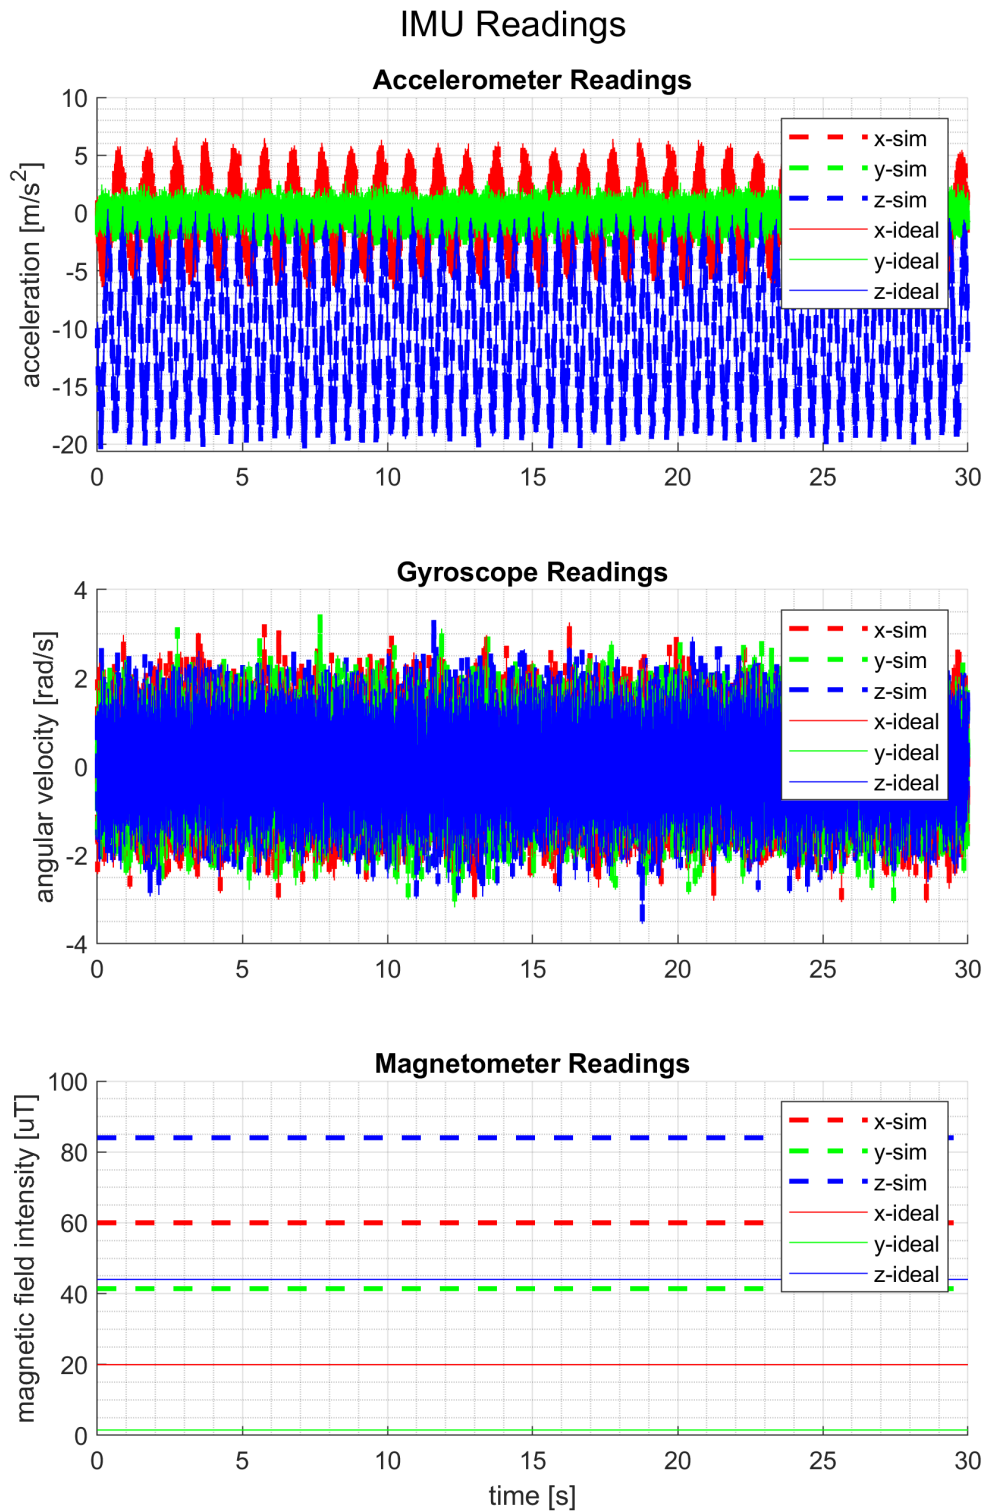 IMU Readings
Accelerometer Readings
acceleration [m/s²]
10
5
0
-5
-10
-15
-20
0 5 10 15 20 25 30
x-sim
y-sim
z-sim
x-ideal
y-ideal
z-ideal
Gyroscope Readings
angular velocity [rad/s]
4
2
0
-2
-4
0 5 10 15 20 25 30
x-sim
y-sim
z-sim
x-ideal
y-ideal
z-ideal
Magnetometer Readings
magnetic field intensity [uT]
100
80
60
40
20
0
0 5 10 15 20 25 30
x-sim
y-sim
z-sim
x-ideal
y-ideal
z-ideal
time [s]